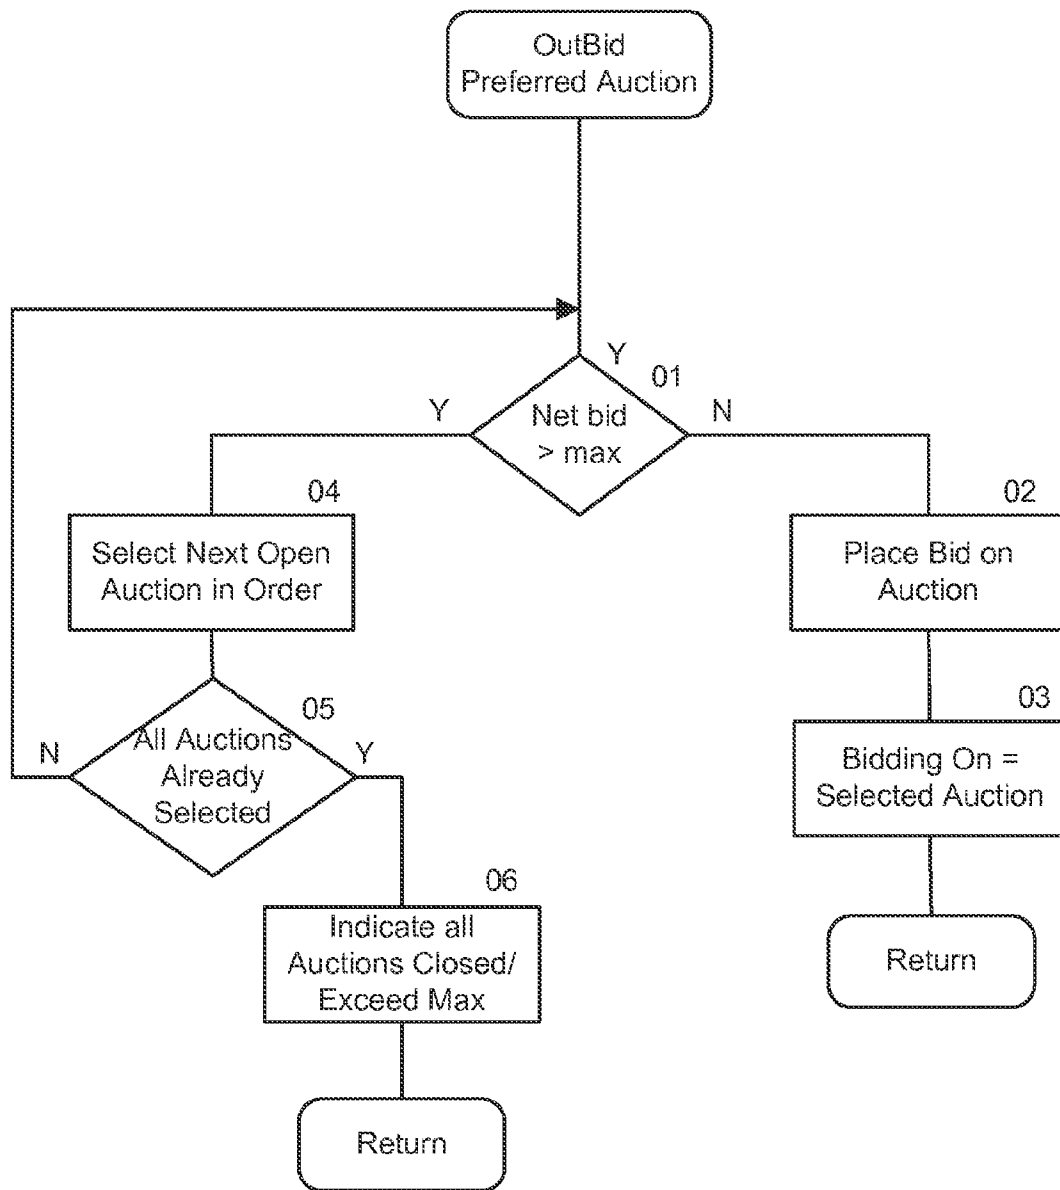 OutBid
Preferred Auction
Y
01
Y
Net bid
> max
N
04
Select Next Open
Auction in Order
02
Place Bid on
Auction
05
N
All Auctions
Already
Selected
Y
03
Bidding On =
Selected Auction
06
Indicate all
Auctions Closed/
Exceed Max
Return
Return